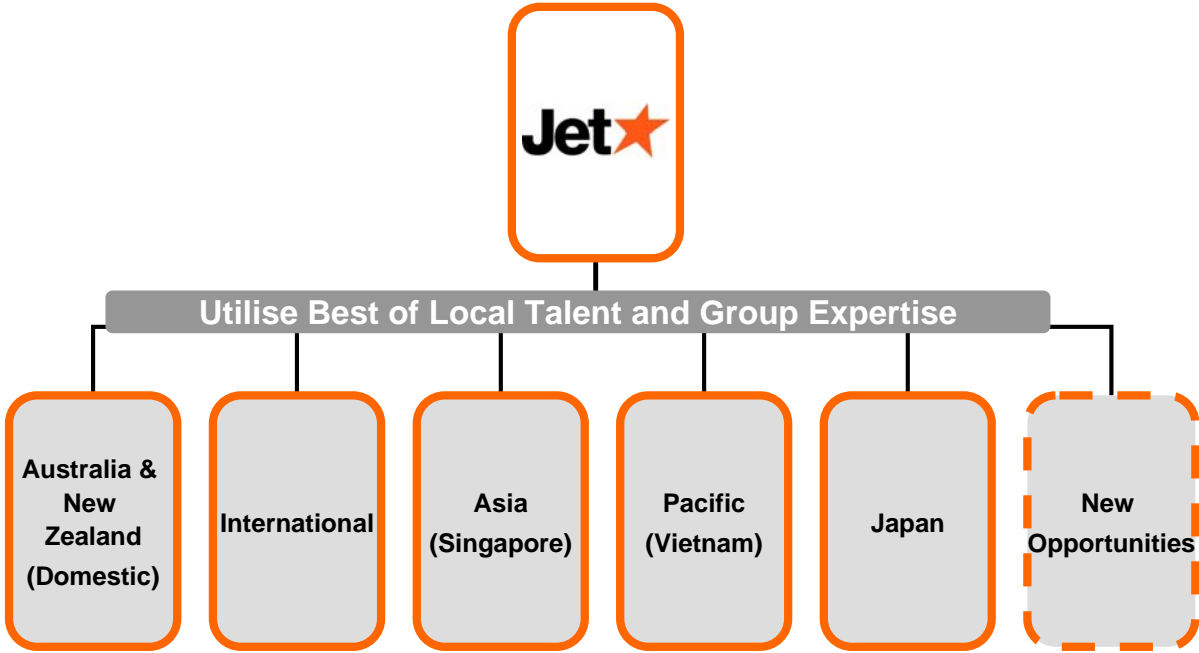 Jet
Utilise Best of Local Talent and Group Expertise
Australia &
New
Zealand
(Domestic)
International
Asia
(Singapore)
Pacific
(Vietnam)
Japan
New
Opportunities